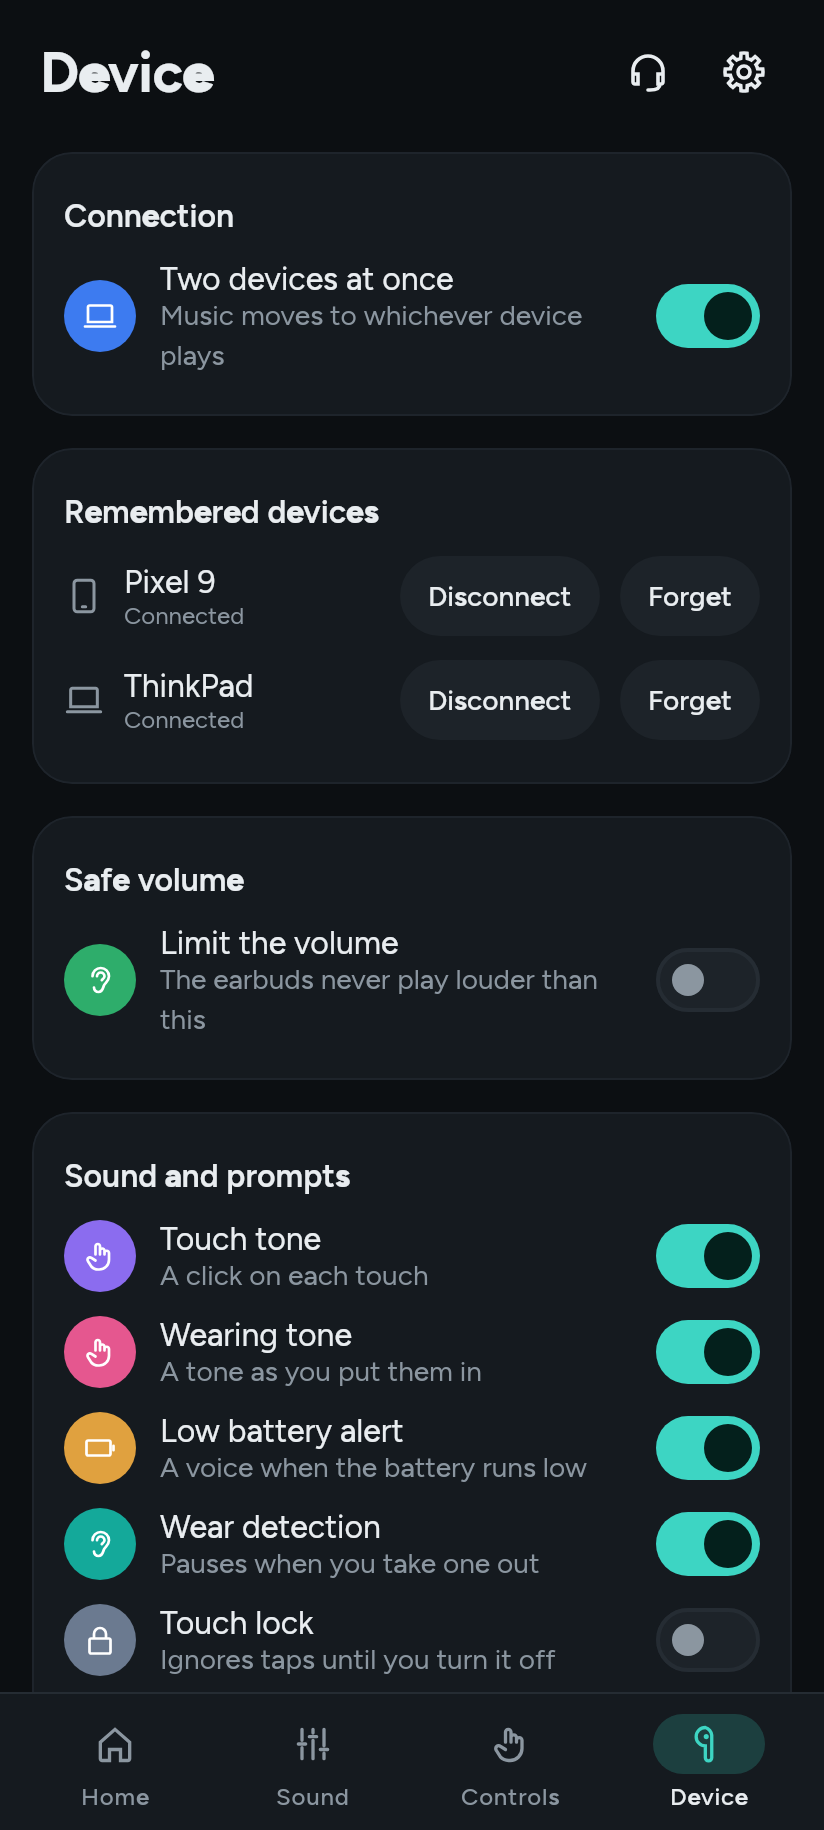 Device
Connection
Two devices at once
Music moves to whichever device
plays
Remembered devices
Pixel 9
Connected
Disconnect
Forget
ThinkPad
Connected
Disconnect
Forget
Safe volume
Limit the volume
The earbuds never play louder than
this
Sound and prompts
Touch tone
A click on each touch
Wearing tone
A tone as you put them in
Low battery alert
A voice when the battery runs low
Wear detection
Pauses when you take one out
Touch lock
Ignores taps until you turn it off
Home
Sound
Controls
Device